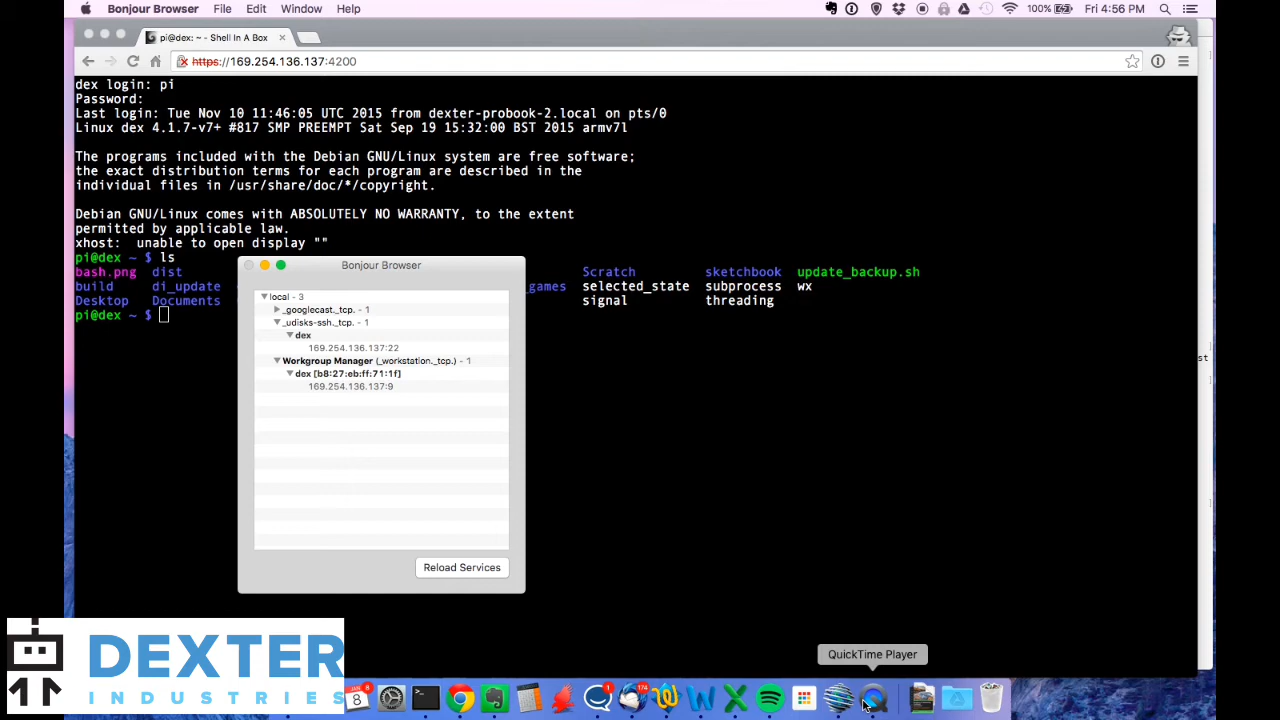 Bonjour Browser File Edit Window Help 100% Fri 4:56 PM
pi@dex: ~ - Shell In A Box
https://169.254.136.137:4200
dex login: pi
Password:
Last login: Tue Nov 10 11:46:05 UTC 2015 from dexter-probook-2.local on pts/0
Linux dex 4.1.7-v7+ #817 SMP PREEMPT Sat Sep 19 15:32:00 BST 2015 armv7l
The programs included with the Debian GNU/Linux system are free software;
the exact distribution terms for each program are described in the
individual files in /usr/share/doc/*/copyright.
Debian GNU/Linux comes with ABSOLUTELY NO WARRANTY, to the extent
permitted by applicable law.
xhost: unable to open display ""
pi@dex ~ $ ls
bash.png dist Scratch sketchbook update_backup.sh
build di_update _games selected_state subprocess wx
Desktop Documents signal threading
pi@dex ~ $
Bonjour Browser
local - 3
_googlecast._tcp. - 1
_udisks-ssh._tcp. - 1
dex
169.254.136.137:22
Workgroup Manager (_workstation._tcp.) - 1
dex [b8:27:eb:ff:71:1f]
169.254.136.137:9
Reload Services
st
QuickTime Player
DEXTER
INDUSTRIES
8
8
1
174